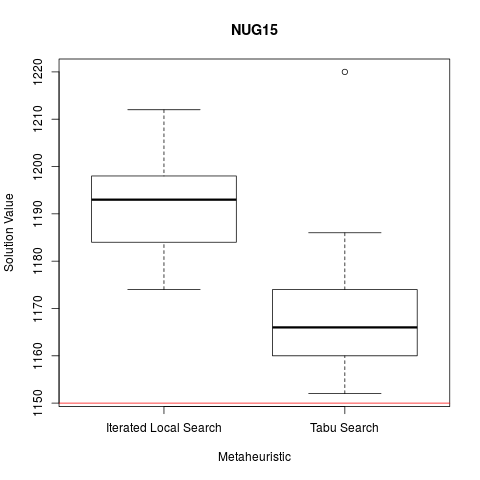 NUG15
Solution Value
1220
1210
1200
1190
1180
1170
1160
1150
Iterated Local Search
Tabu Search
Metaheuristic